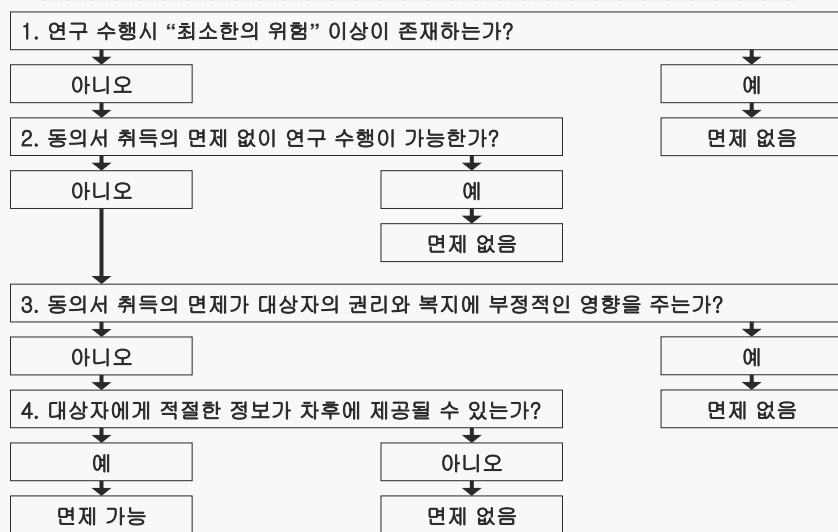 1. 연구 수행시 “최소한의 위험” 이상이 존재하는가?
아니오
예
2. 동의서 취득의 면제 없이 연구 수행이 가능한가?
면제 없음
아니오
예
면제 없음
3. 동의서 취득의 면제가 대상자의 권리와 복지에 부정적인 영향을 주는가?
아니오
예
4. 대상자에게 적절한 정보가 차후에 제공될 수 있는가?
면제 없음
예
아니오
면제 가능
면제 없음